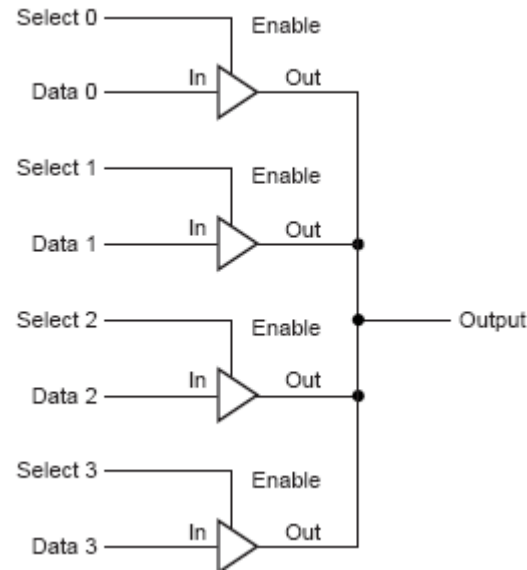 Select 0
Enable
In
Out
Data 0
Select 1
Enable
In
Out
Data 1
Select 2
Enable
Output
In
Out
Data 2
Select 3
Enable
In
Out
Data 3